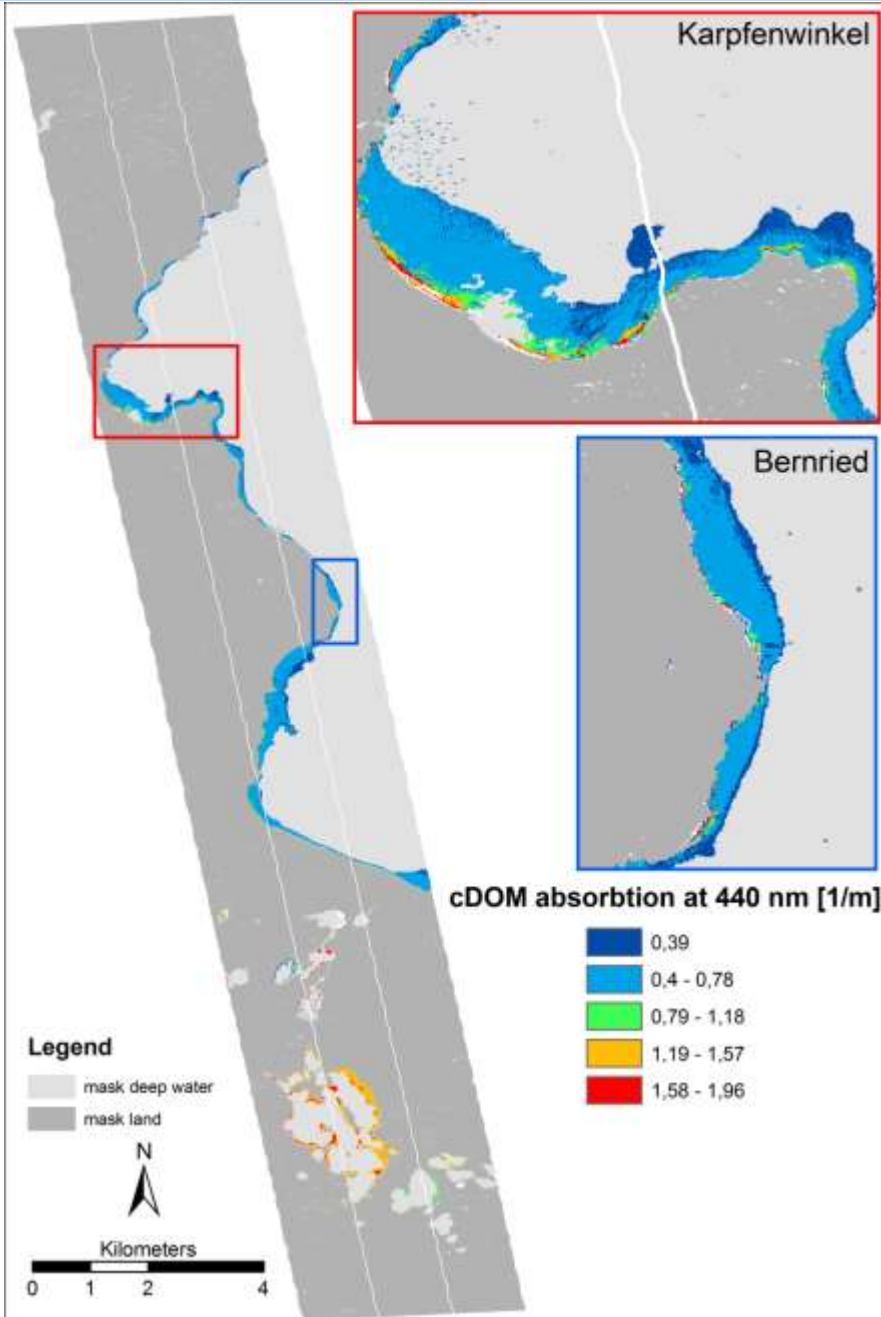 Karpfenwinkel
Bernried
cDOM absorbtion at 440 nm [1/m]
0,39
0,4 - 0,78
0,79 - 1,18
1,19 - 1,57
1,58 - 1,96
Legend
mask deep water
mask land
N
Kilometers
0 1 2 4